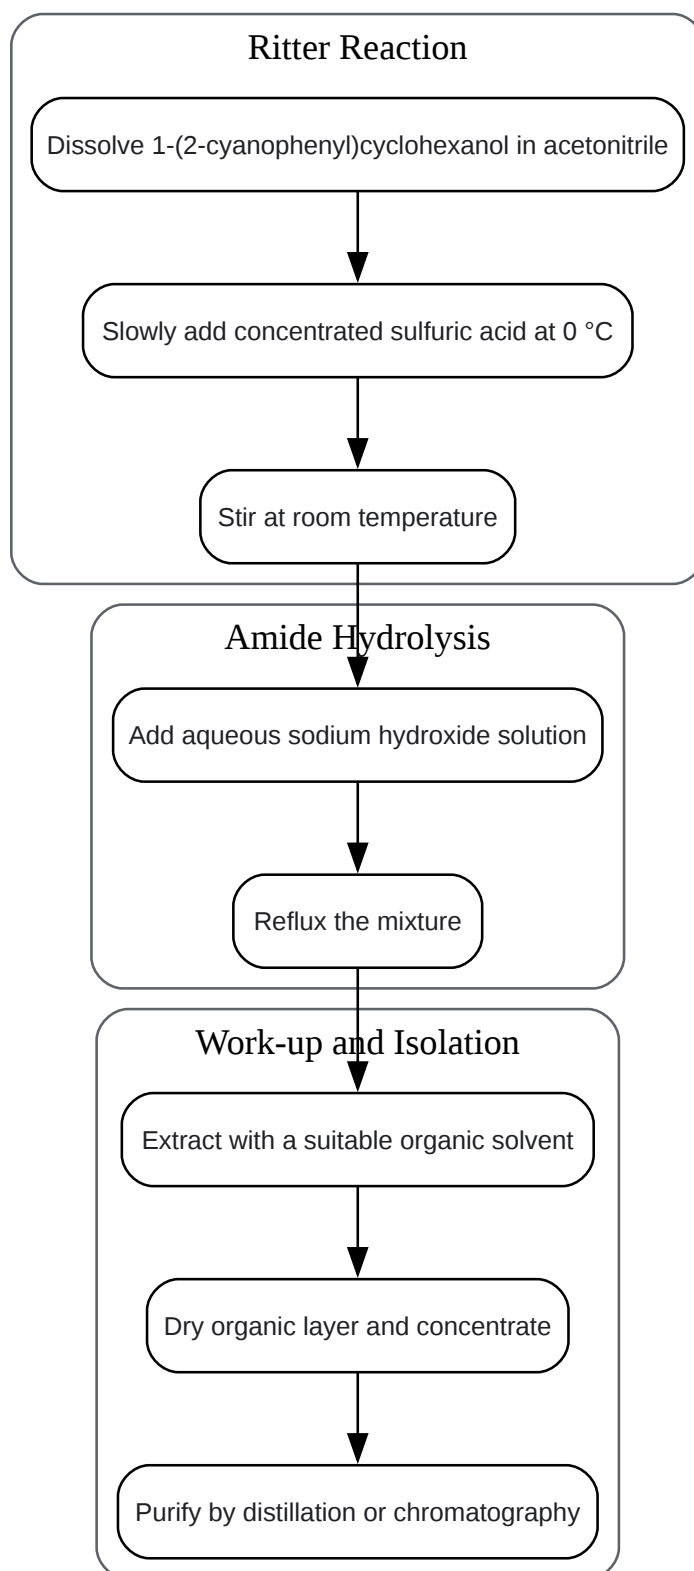 Ritter Reaction
Dissolve 1-(2-cyanophenyl)cyclohexanol in acetonitrile
Slowly add concentrated sulfuric acid at 0 °C
Stir at room temperature
Amide Hydrolysis
Add aqueous sodium hydroxide solution
Reflux the mixture
Work-up and Isolation
Extract with a suitable organic solvent
Dry organic layer and concentrate
Purify by distillation or chromatography